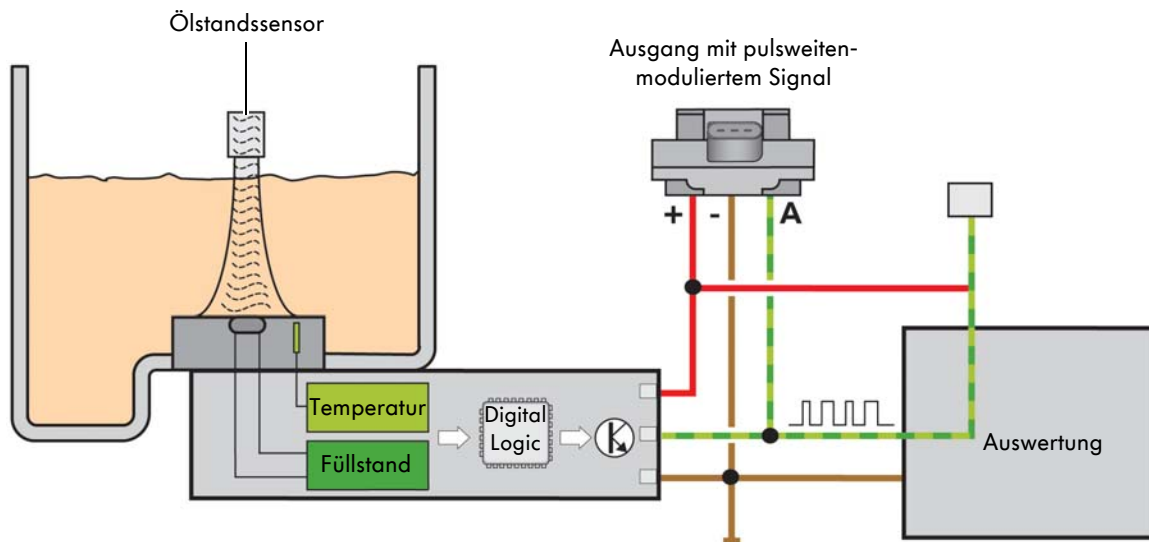 Ölstandssensor
Ausgang mit pulsweiten-
moduliertem Signal
+ - A
Temperatur
Digital
Logic
Füllstand
Auswertung